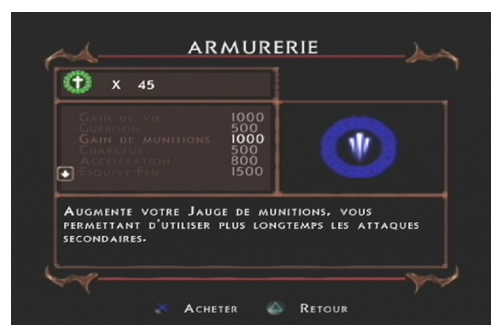 ARMURERIE
X 45
GAIN DE VIE 1000
GUÉRISON 500
GAIN DE MUNITIONS 1000
CHARGEUR 500
ACCÉLÉRATION 800
ESQUIVE-FEU 1500
AUGMENTE VOTRE JAUGE DE MUNITIONS, VOUS
PERMETTANT D'UTILISER PLUS LONGTEMPS LES ATTAQUES
SECONDAIRES.
ACHETER RETOUR